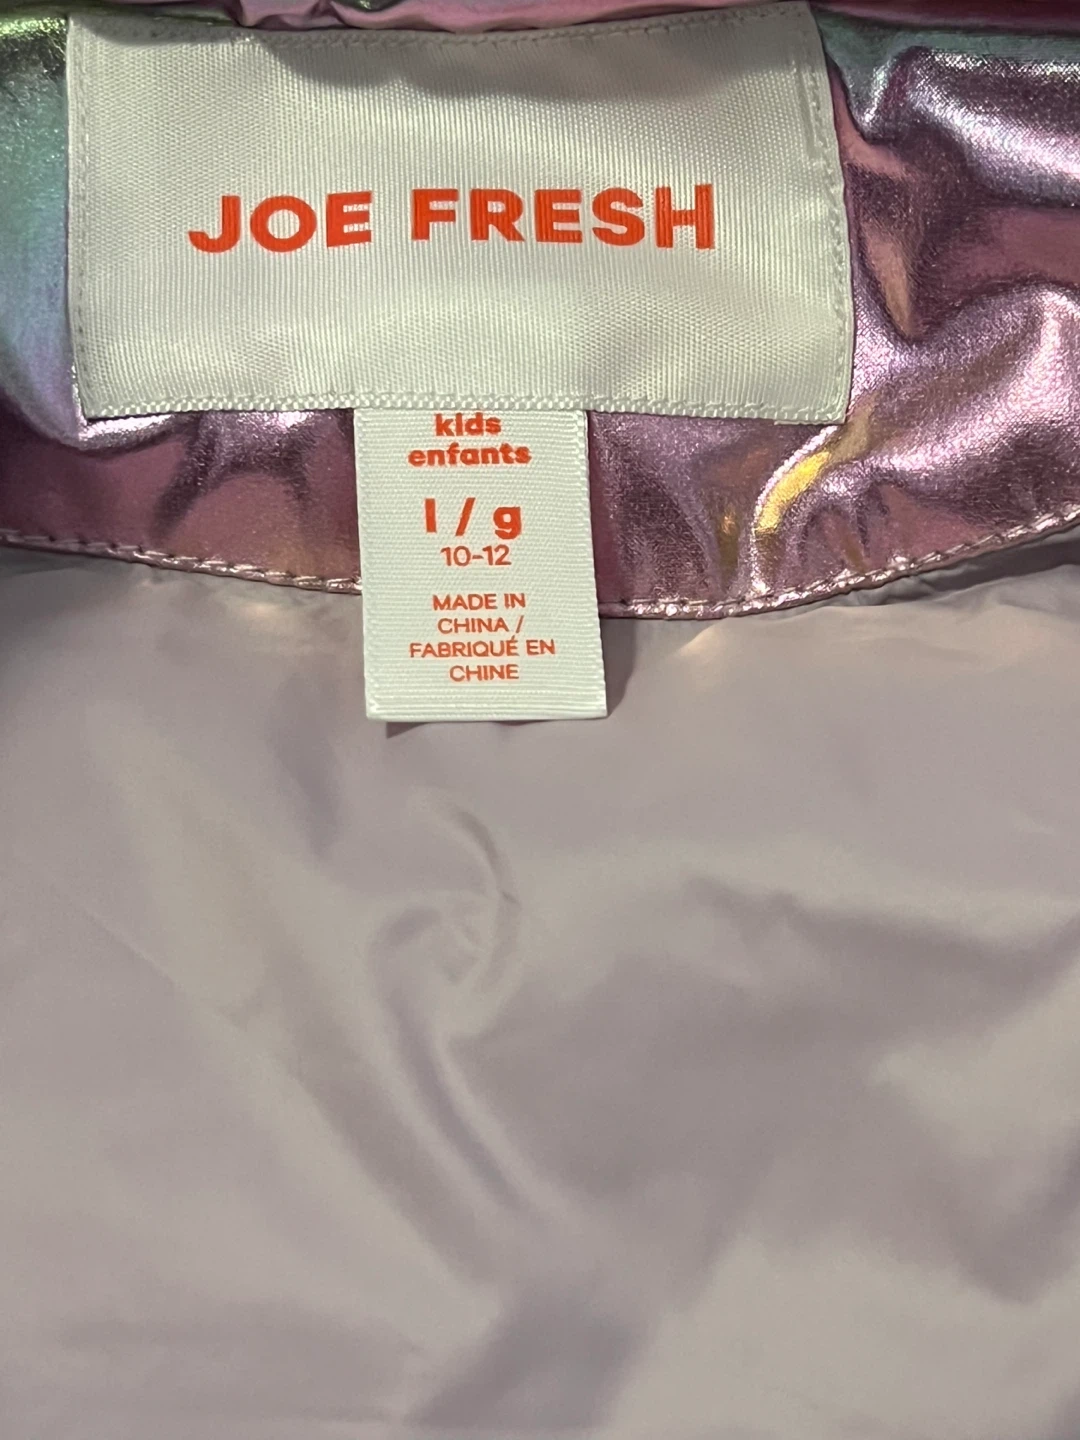 JOE FRESH
kids
enfants
l / g
10-12
MADE IN
CHINA /
FABRIQUÉ EN
CHINE